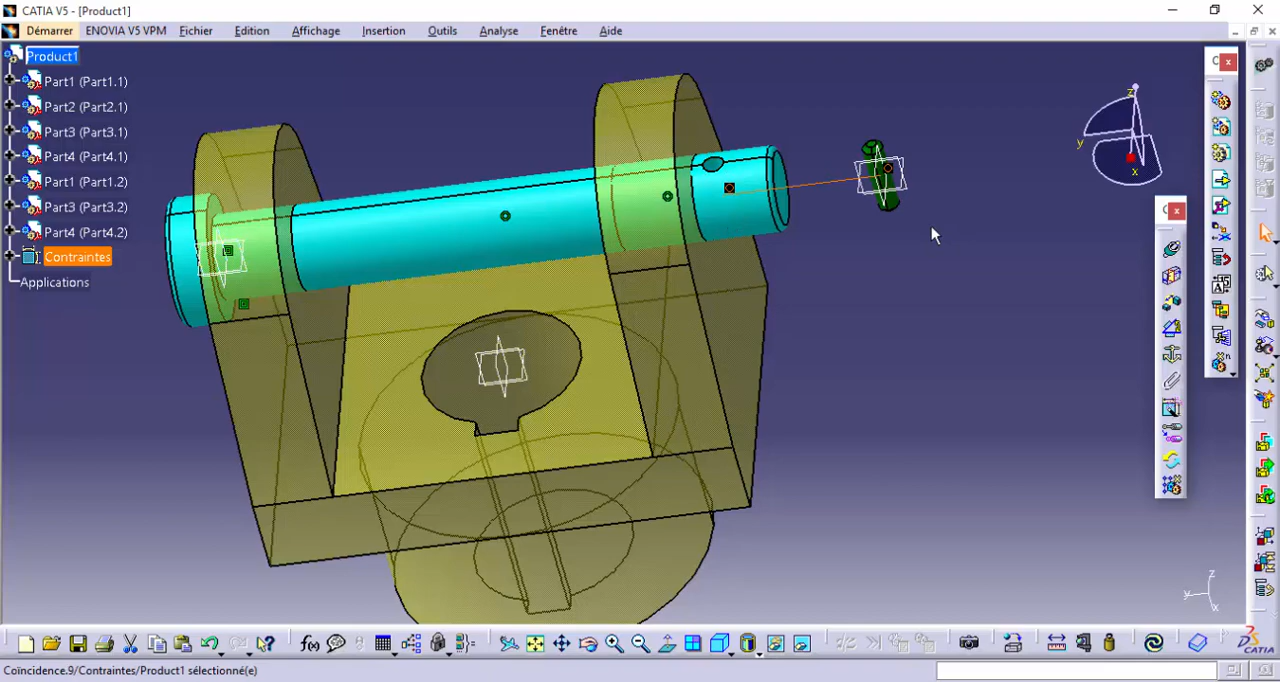 CATIA V5 - [Product1]
Démarrer ENOVIA V5 VPM Fichier Edition Affichage Insertion Outils Analyse Fenêtre Aide
Product1
Part1 (Part1.1)
Part2 (Part2.1)
Part3 (Part3.1)
Part4 (Part4.1)
Part1 (Part1.2)
Part3 (Part3.2)
Part4 (Part4.2)
Contraintes
Applications
C
z
y
x
z
y
x
f(x)
CATIA
Coïncidence.9/Contraintes/Product1 sélectionné(e)